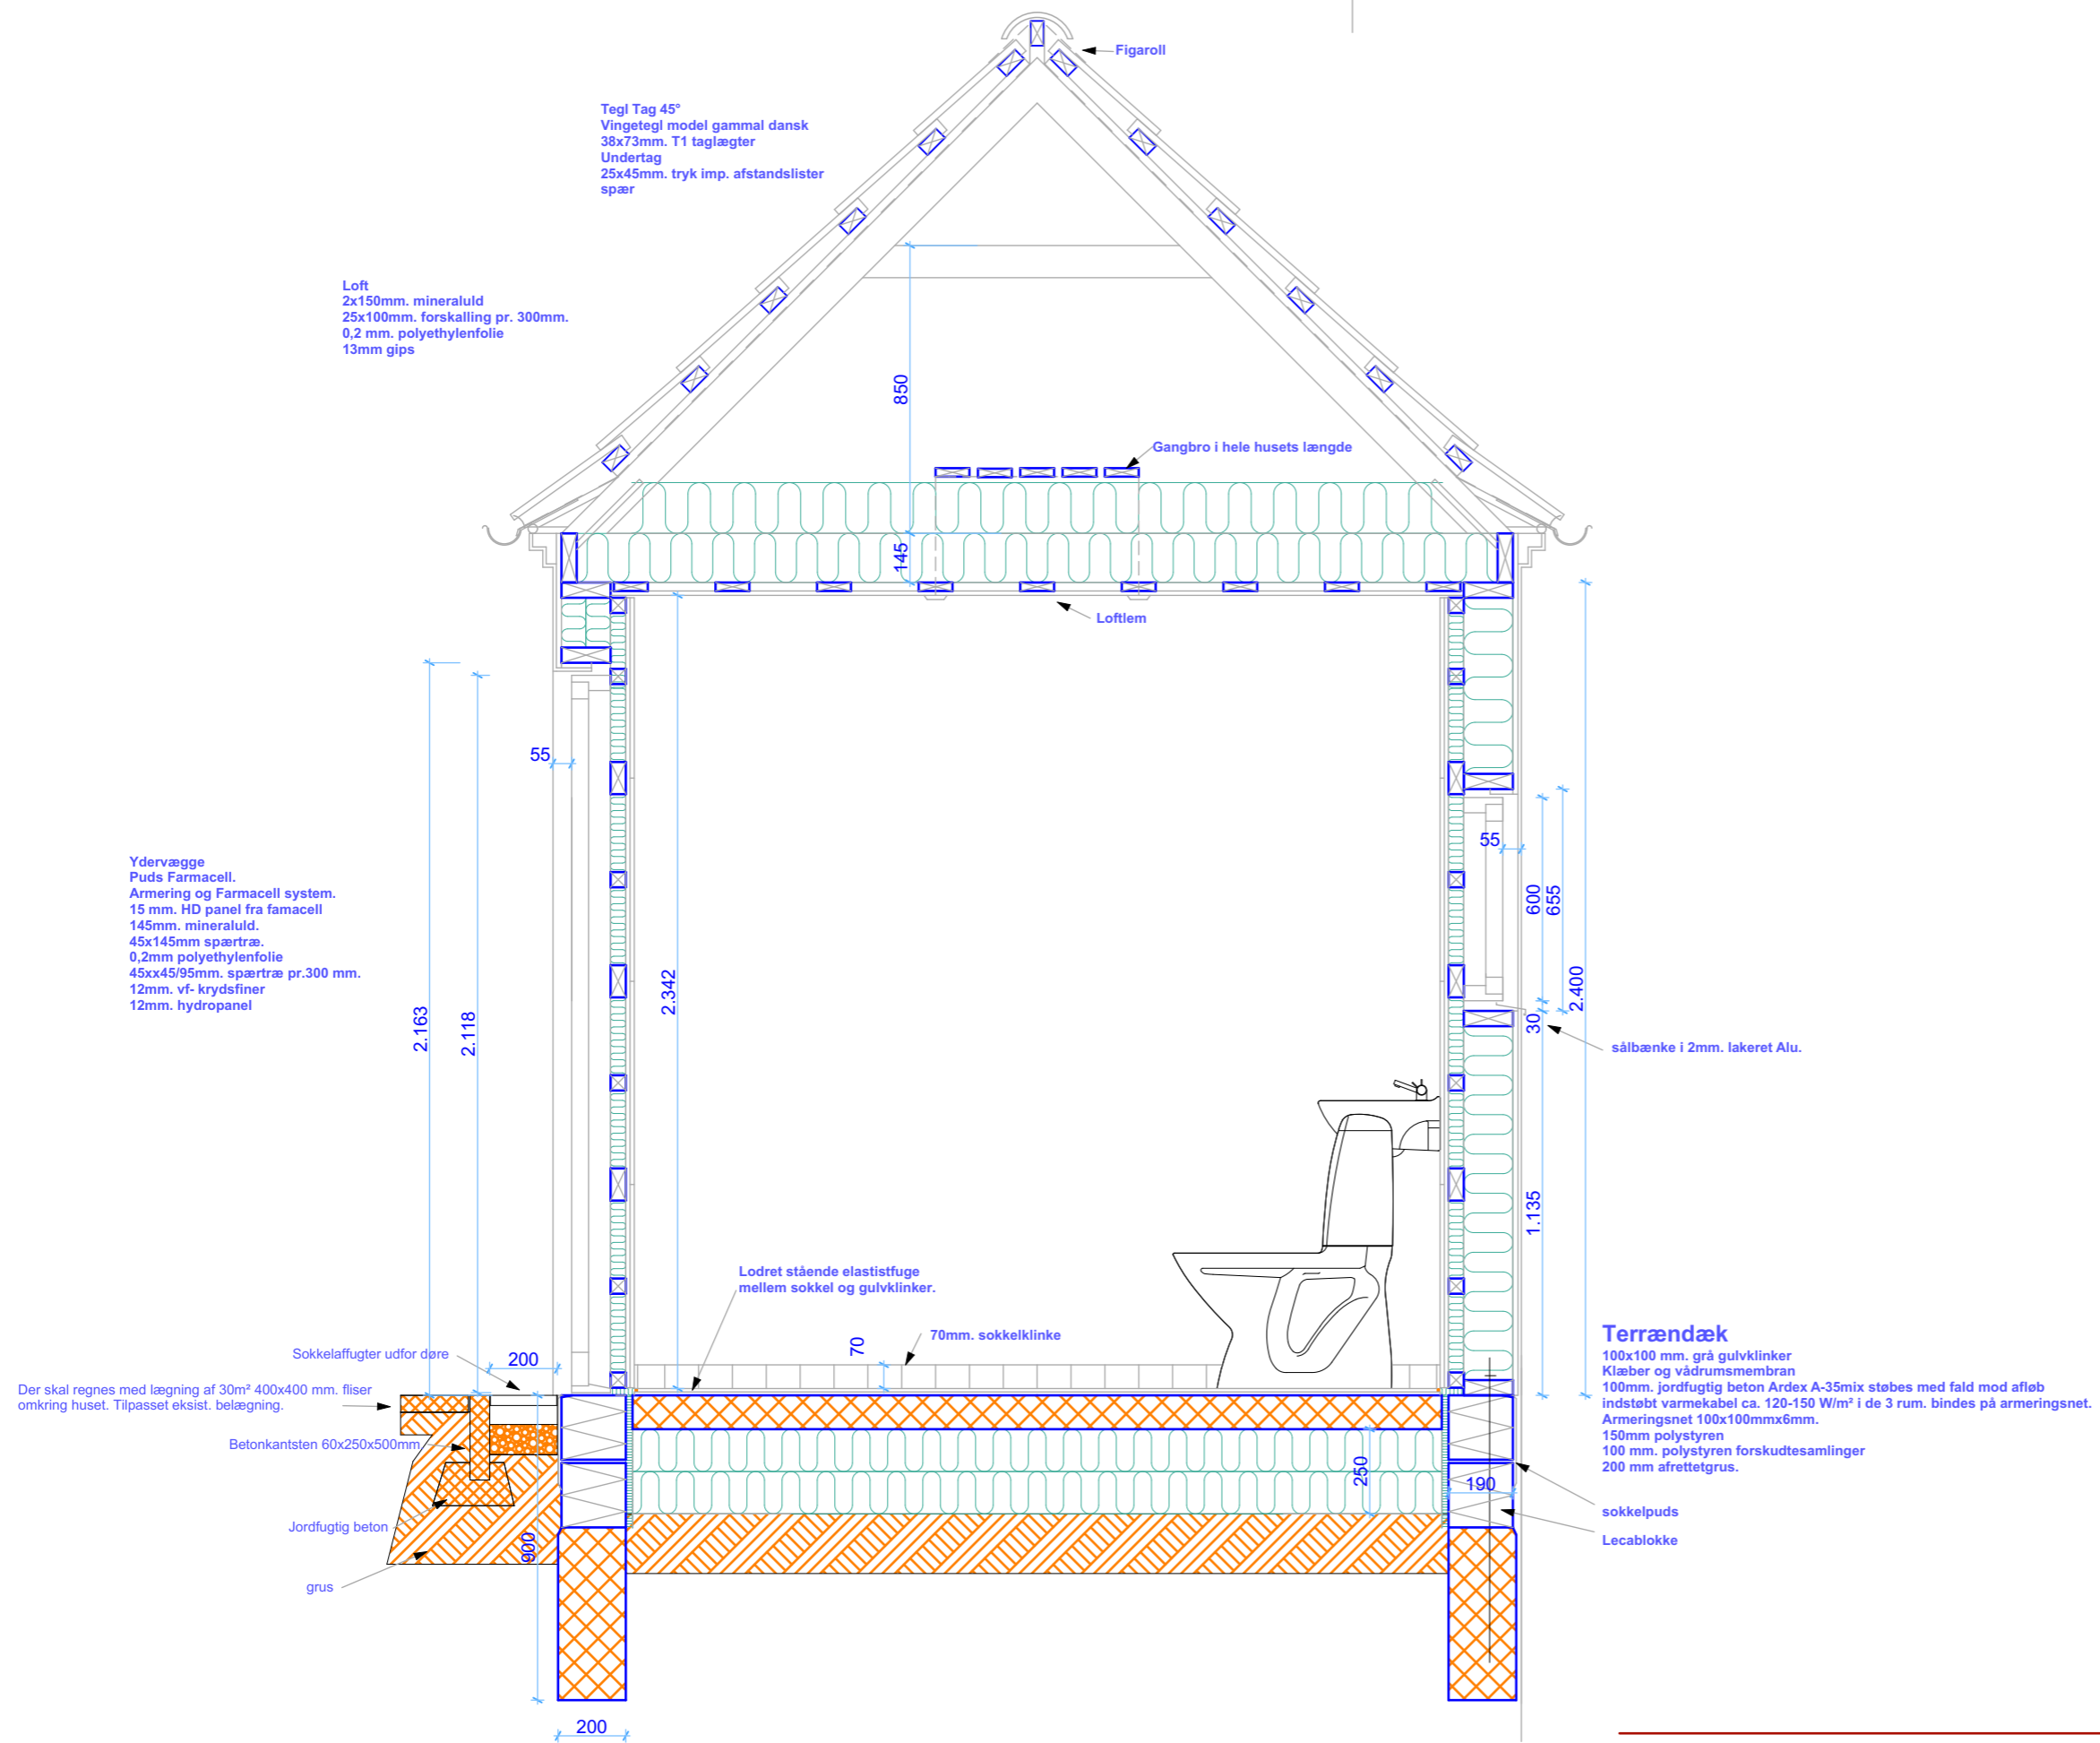 Figaroll
Tegl Tag 45°
Vingetegl model gammal dansk
38x73mm. T1 taglægter
Undertag
25x45mm. tryk imp. afstandslister
spær
Loft
2x150mm. mineraluld
25x100mm. forskalling pr. 300mm.
0,2 mm. polyethylenfolie
13mm gips
850
Gangbro i hele husets længde
145
Loftlem
55
55
Ydervægge
Puds Farmacell.
Armering og Farmacell system.
15 mm. HD panel fra famacell
145mm. mineraluld.
45x145mm spærtræ.
0,2mm polyethylenfolie
45xx45/95mm. spærtræ pr.300 mm.
12mm. vf- krydsfiner
12mm. hydropanel
2.163
2.118
2.342
600
655
2.400
30
sålbænke i 2mm. lakeret Alu.
1.135
Lodret stående elastistfuge
mellem sokkel og gulvklinker.
70
70mm. sokkelklinke
Sokkelaffugter udfor døre
200
Der skal regnes med lægning af 30m² 400x400 mm. fliser
omkring huset. Tilpasset eksist. belægning.
Betonkantsten 60x250x500mm
Jordfugtig beton
grus
900
200
250
190
Terrændæk
100x100 mm. grå gulvklinker
Klæber og vådrumsmembran
100mm. jordfugtig beton Ardex A-35mix støbes med fald mod afløb
indstøbt varmekabel ca. 120-150 W/m² i de 3 rum. bindes på armeringsnet.
Armeringsnet 100x100mmx6mm.
150mm polystyren
100 mm. polystyren forskudtesamlinger
200 mm afrettetgrus.
sokkelpuds
Lecablokke